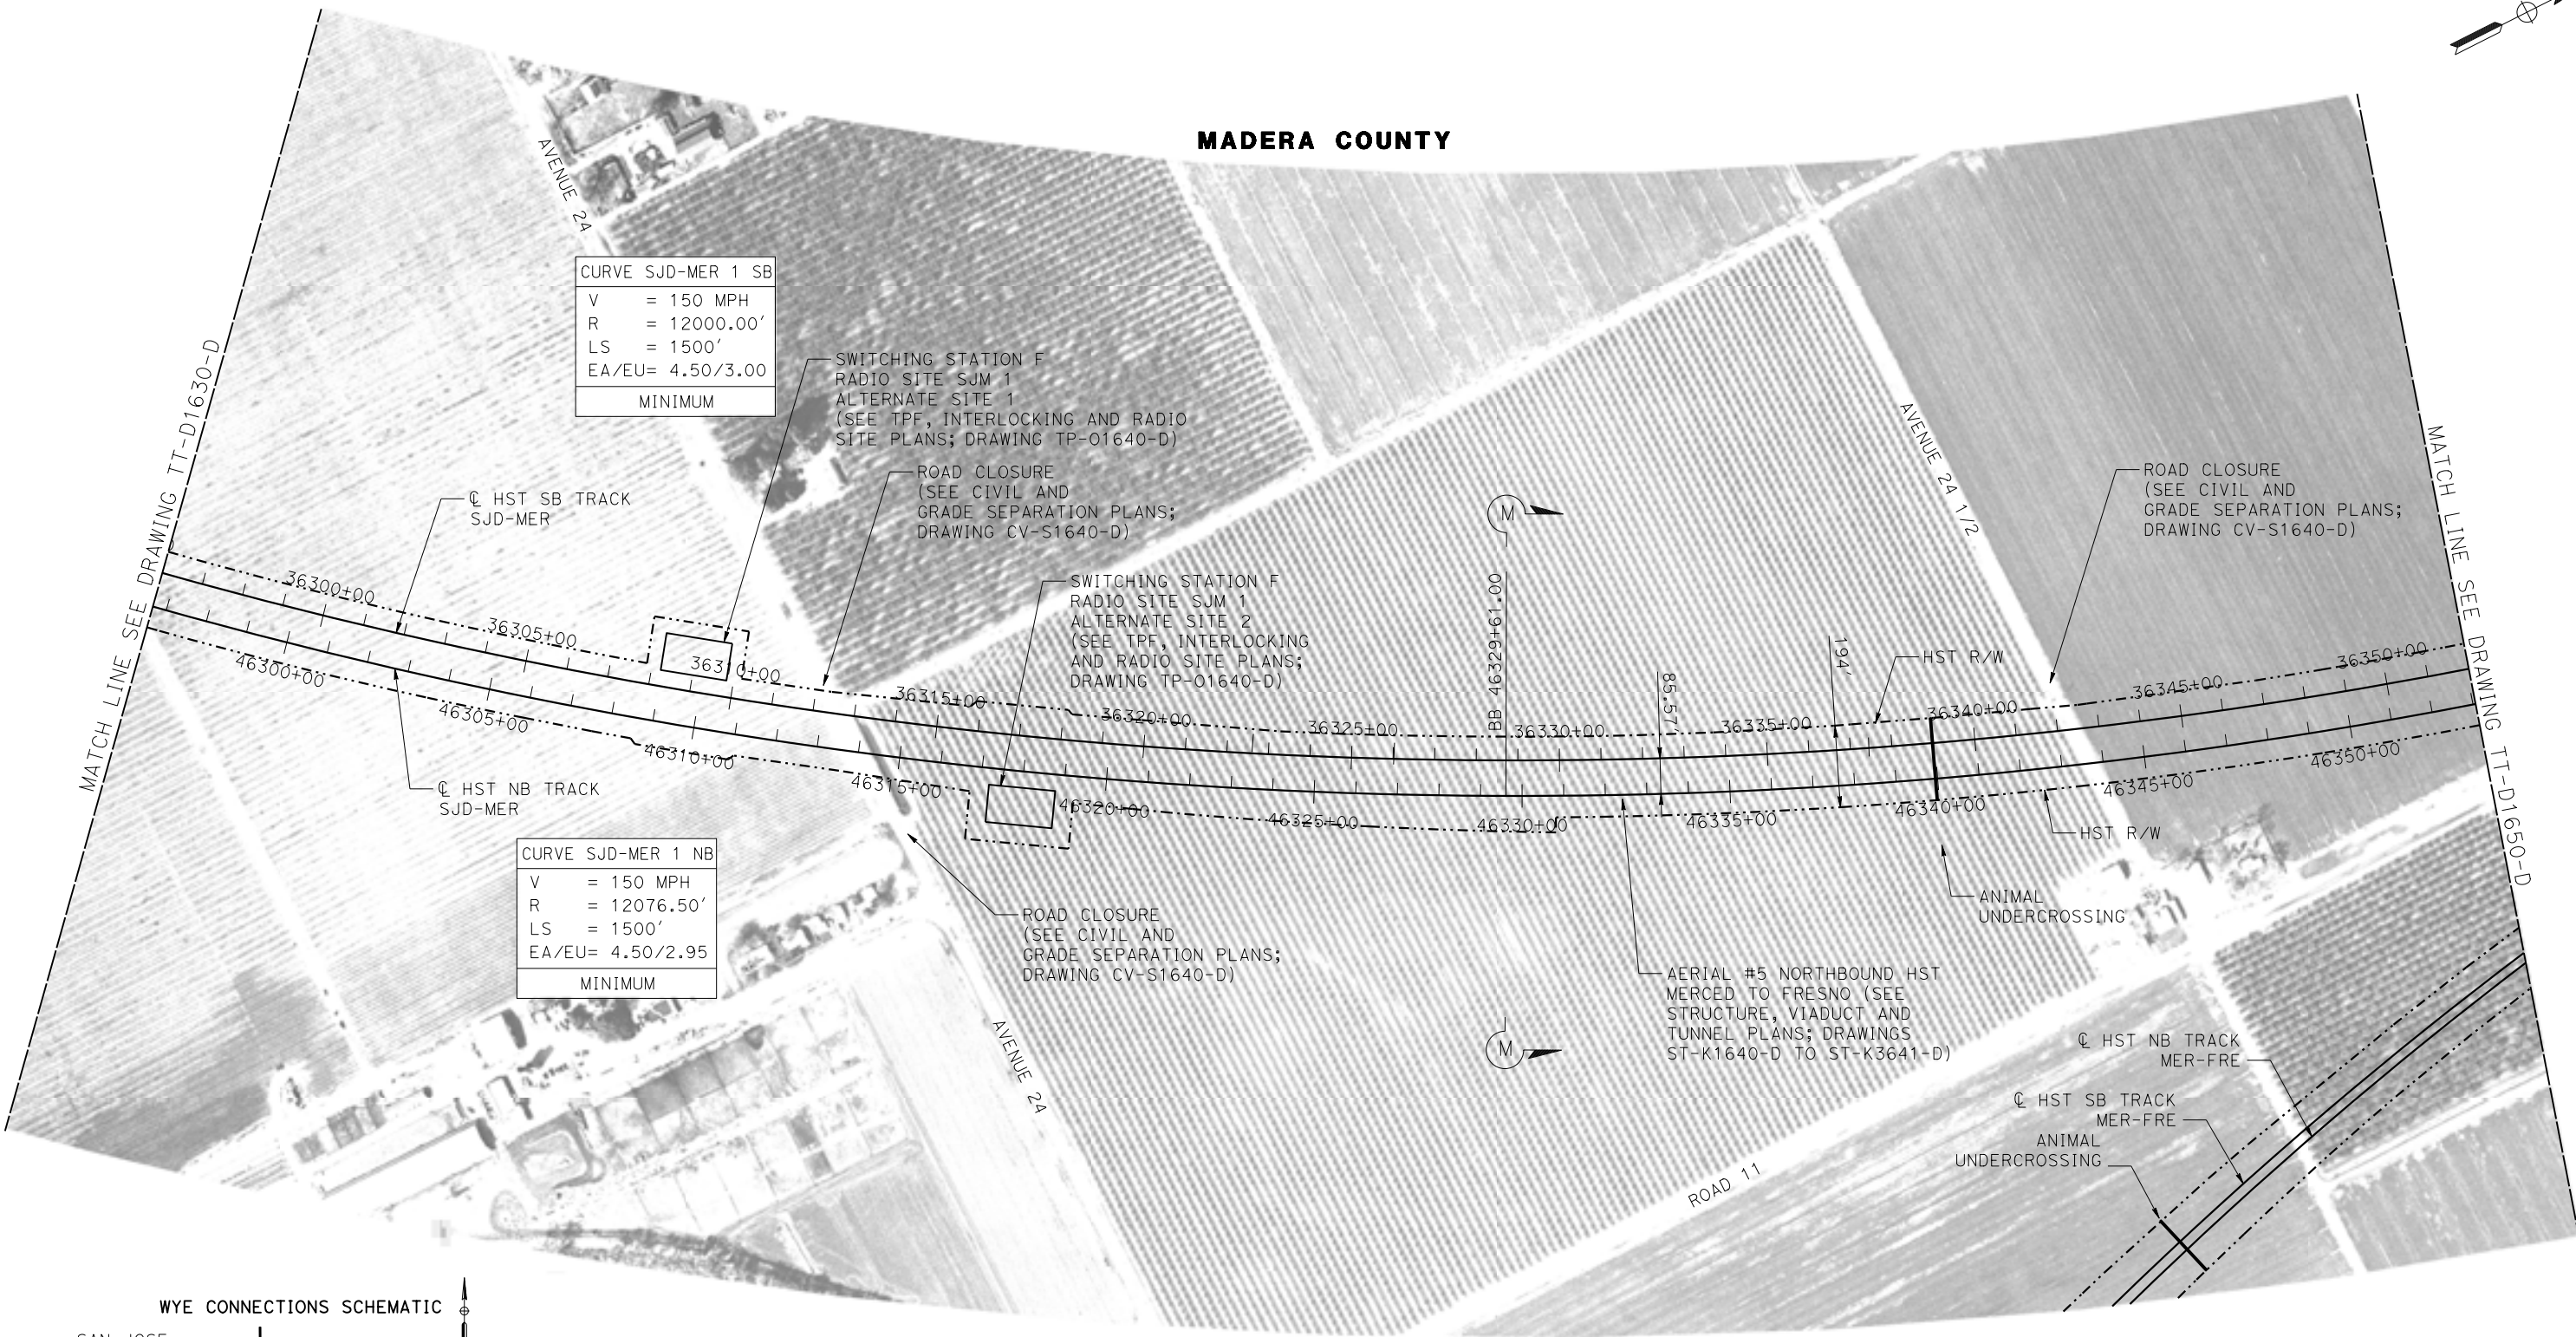 MADERA COUNTY
AVENUE 24
CURVE SJD-MER 1 SB
V = 150 MPH
R = 12000.00'
LS = 1500'
EA/EU= 4.50/3.00
MINIMUM
SWITCHING STATION F
RADIO SITE SJM 1
ALTERNATE SITE 1
(SEE TPF, INTERLOCKING AND RADIO
SITE PLANS; DRAWING TP-O1640-D)
ROAD CLOSURE
(SEE CIVIL AND
GRADE SEPARATION PLANS;
DRAWING CV-S1640-D)
MATCH LINE SEE DRAWING TT-D1630-D
℄ HST SB TRACK
SJD-MER
SWITCHING STATION F
RADIO SITE SJM 1
ALTERNATE SITE 2
(SEE TPF, INTERLOCKING
AND RADIO SITE PLANS;
DRAWING TP-O1640-D)
M
BB 46329+61.00
AVENUE 24 1/2
ROAD CLOSURE
(SEE CIVIL AND
GRADE SEPARATION PLANS;
DRAWING CV-S1640-D)
MATCH LINE SEE DRAWING TT-D1650-D
36300+00
36305+00
36310+00
36315+00
36320+00
36325+00
36330+00
36335+00
36340+00
36345+00
36350+00
85.57'
194'
HST R/W
46300+00
46305+00
46310+00
46315+00
46320+00
46325+00
46330+00
46335+00
46340+00
46345+00
46350+00
HST R/W
℄ HST NB TRACK
SJD-MER
CURVE SJD-MER 1 NB
V = 150 MPH
R = 12076.50'
LS = 1500'
EA/EU= 4.50/2.95
MINIMUM
ROAD CLOSURE
(SEE CIVIL AND
GRADE SEPARATION PLANS;
DRAWING CV-S1640-D)
ANIMAL
UNDERCROSSING
AERIAL #5 NORTHBOUND HST
MERCED TO FRESNO (SEE
STRUCTURE, VIADUCT AND
TUNNEL PLANS; DRAWINGS
ST-K1640-D TO ST-K3641-D)
M
AVENUE 24
ROAD 11
℄ HST NB TRACK
MER-FRE
℄ HST SB TRACK
MER-FRE
ANIMAL
UNDERCROSSING
WYE CONNECTIONS SCHEMATIC
SAN JOSE